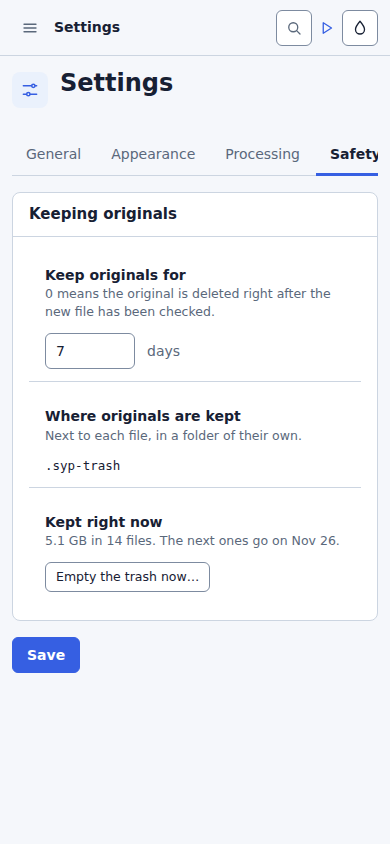 Settings
Settings
General
Appearance
Processing
Safety
Keeping originals
Keep originals for
0 means the original is deleted right after the
new file has been checked.
7
days
Where originals are kept
Next to each file, in a folder of their own.
.syp-trash
Kept right now
5.1 GB in 14 files. The next ones go on Nov 26.
Empty the trash now…
Save